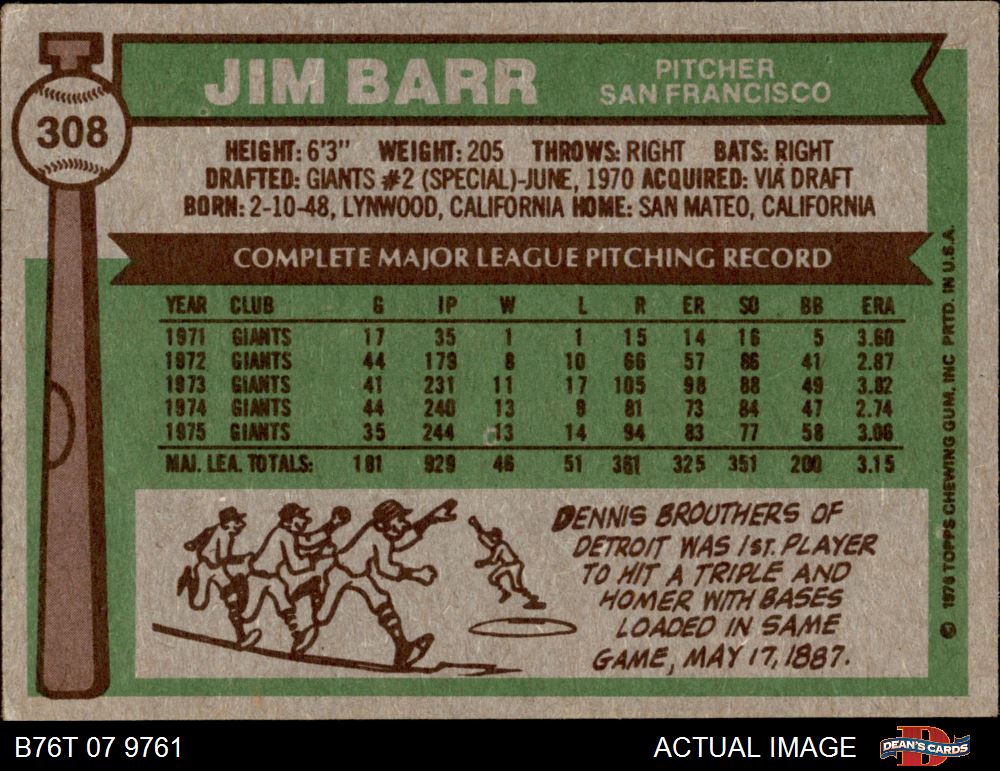 308
JIM BARR
PITCHER
SAN FRANCISCO
HEIGHT: 6'3" WEIGHT: 205 THROWS: RIGHT BATS: RIGHT
DRAFTED: GIANTS #2 (SPECIAL)-JUNE, 1970 ACQUIRED: VIA DRAFT
BORN: 2-10-48, LYNWOOD, CALIFORNIA HOME: SAN MATEO, CALIFORNIA
COMPLETE MAJOR LEAGUE PITCHING RECORD
YEAR CLUB G IP W L R ER SO BB ERA
1971 GIANTS 17 35 1 1 15 14 16 5 3.60
1972 GIANTS 44 179 8 10 66 57 86 41 2.87
1973 GIANTS 41 231 11 17 105 98 88 49 3.82
1974 GIANTS 44 240 13 9 81 73 84 47 2.74
1975 GIANTS 35 244 13 14 94 83 77 58 3.06
MAJ. LEA. TOTALS: 181 929 46 51 361 325 351 200 3.15
DENNIS BROUTHERS OF
DETROIT WAS 1ST. PLAYER
TO HIT A TRIPLE AND
HOMER WITH BASES
LOADED IN SAME
GAME, MAY 17, 1887.
© 1976 TOPPS CHEWING GUM, INC PRTD. IN U.S.A.
B76T 07 9761
ACTUAL IMAGE
DEAN'S CARDS